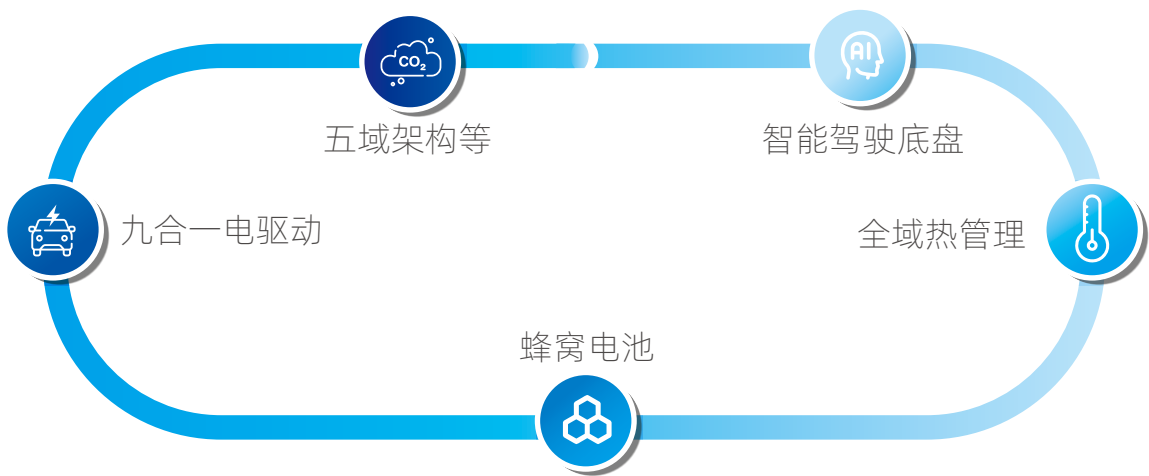 CO₂
AI
五域架构等
智能驾驶底盘
九合一电驱动
全域热管理
蜂窝电池